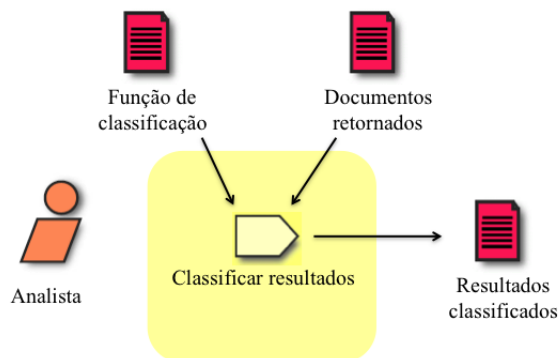 Função de
classificação
Documentos
retornados
Classificar resultados
Analista
Resultados
classificados